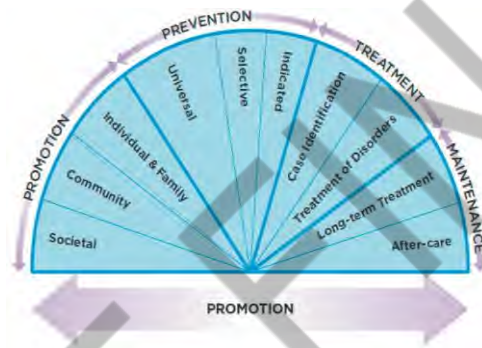 PROMOTION
PREVENTION
TREATMENT
MAINTENANCE
Societal
Community
Individual & Family
Universal
Selective
Indicated
Case Identification
Treatment of Disorders
Long-term Treatment
After-care
PROMOTION